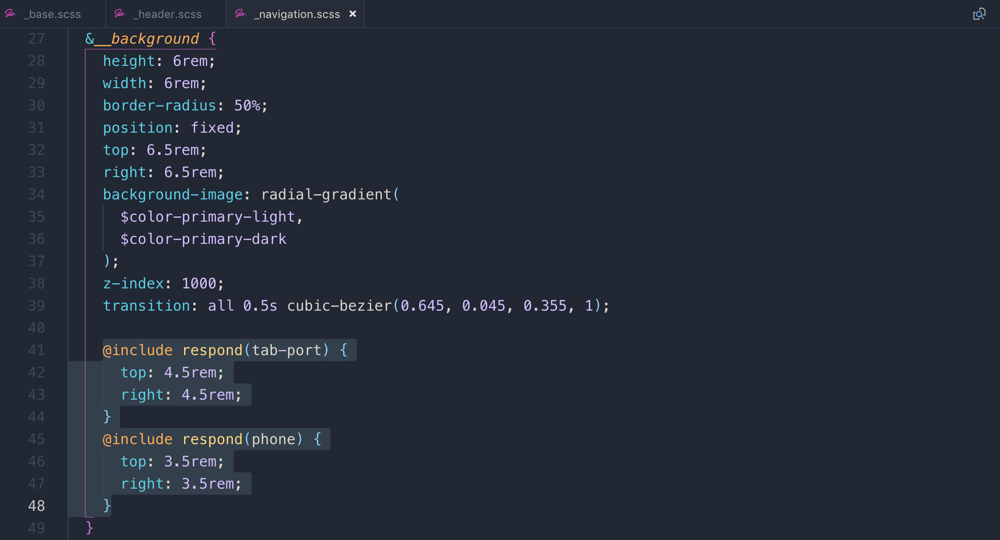 _base.scss _header.scss _navigation.scss ×
27 &__background {
28 height: 6rem;
29 width: 6rem;
30 border-radius: 50%;
31 position: fixed;
32 top: 6.5rem;
33 right: 6.5rem;
34 background-image: radial-gradient(
35 $color-primary-light,
36 $color-primary-dark
37 );
38 z-index: 1000;
39 transition: all 0.5s cubic-bezier(0.645, 0.045, 0.355, 1);
40
41 @include respond(tab-port) {
42 top: 4.5rem;
43 right: 4.5rem;
44 }
45 @include respond(phone) {
46 top: 3.5rem;
47 right: 3.5rem;
48 }
49 }